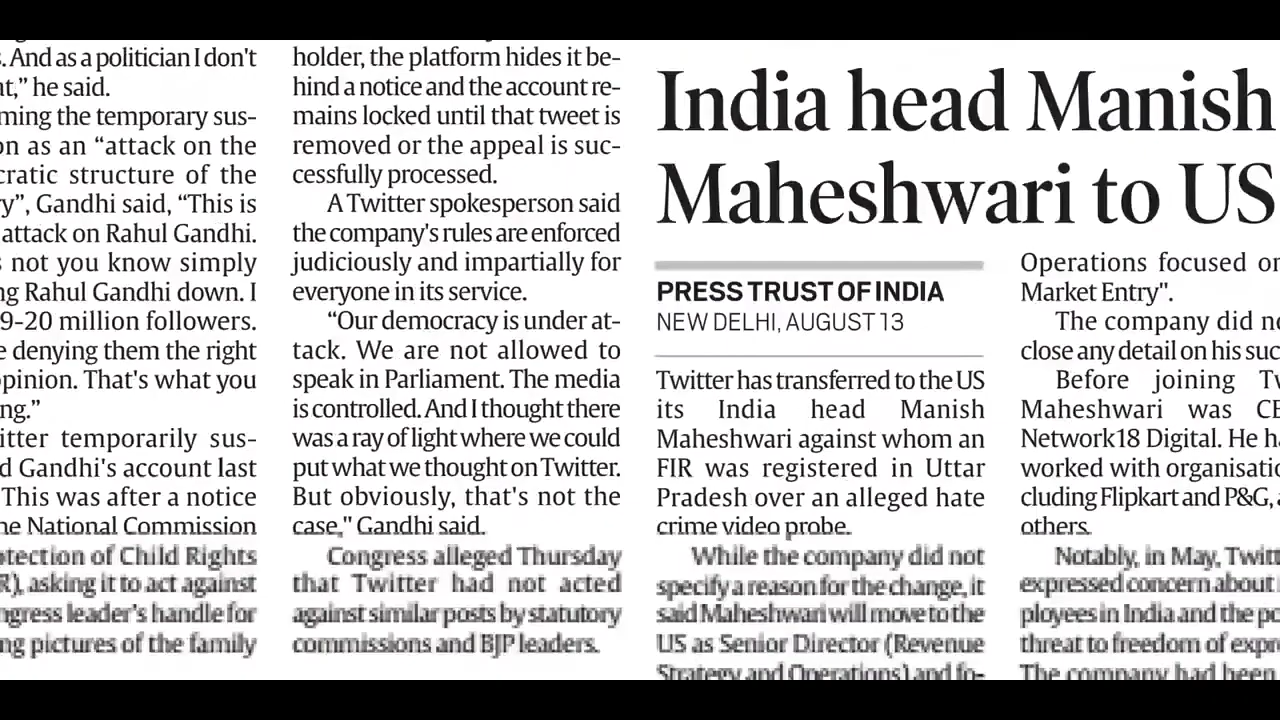 s. And as a politician I don't
at," he said.
ming the temporary sus-
on as an “attack on the
cratic structure of the
ry”, Gandhi said, “This is
attack on Rahul Gandhi.
s not you know simply
ng Rahul Gandhi down. I
9-20 million followers.
e denying them the right
opinion. That's what you
ng.”
itter temporarily sus-
d Gandhi's account last
This was after a notice
he National Commission
otection of Child Rights
R), asking it to act against
ngress leader's handle for
ng pictures of the family
holder, the platform hides it be-
hind a notice and the account re-
mains locked until that tweet is
removed or the appeal is suc-
cessfully processed.
A Twitter spokesperson said
the company's rules are enforced
judiciously and impartially for
everyone in its service.
“Our democracy is under at-
tack. We are not allowed to
speak in Parliament. The media
is controlled. And I thought there
was a ray of light where we could
put what we thought on Twitter.
But obviously, that's not the
case," Gandhi said.
Congress alleged Thursday
that Twitter had not acted
against similar posts by statutory
commissions and BJP leaders.
India head Manish
Maheshwari to US
PRESS TRUST OF INDIA
NEW DELHI, AUGUST 13
Twitter has transferred to the US
its India head Manish
Maheshwari against whom an
FIR was registered in Uttar
Pradesh over an alleged hate
crime video probe.
While the company did not
specify a reason for the change, it
said Maheshwari will move to the
US as Senior Director (Revenue
Strategy and Operations) and fo-
Operations focused on
Market Entry".
The company did no
close any detail on his suc
Before joining Tw
Maheshwari was CE
Network18 Digital. He ha
worked with organisatio
cluding Flipkart and P&G, a
others.
Notably, in May, Twitt
expressed concern about
ployees in India and the po
threat to freedom of expr
The company had been